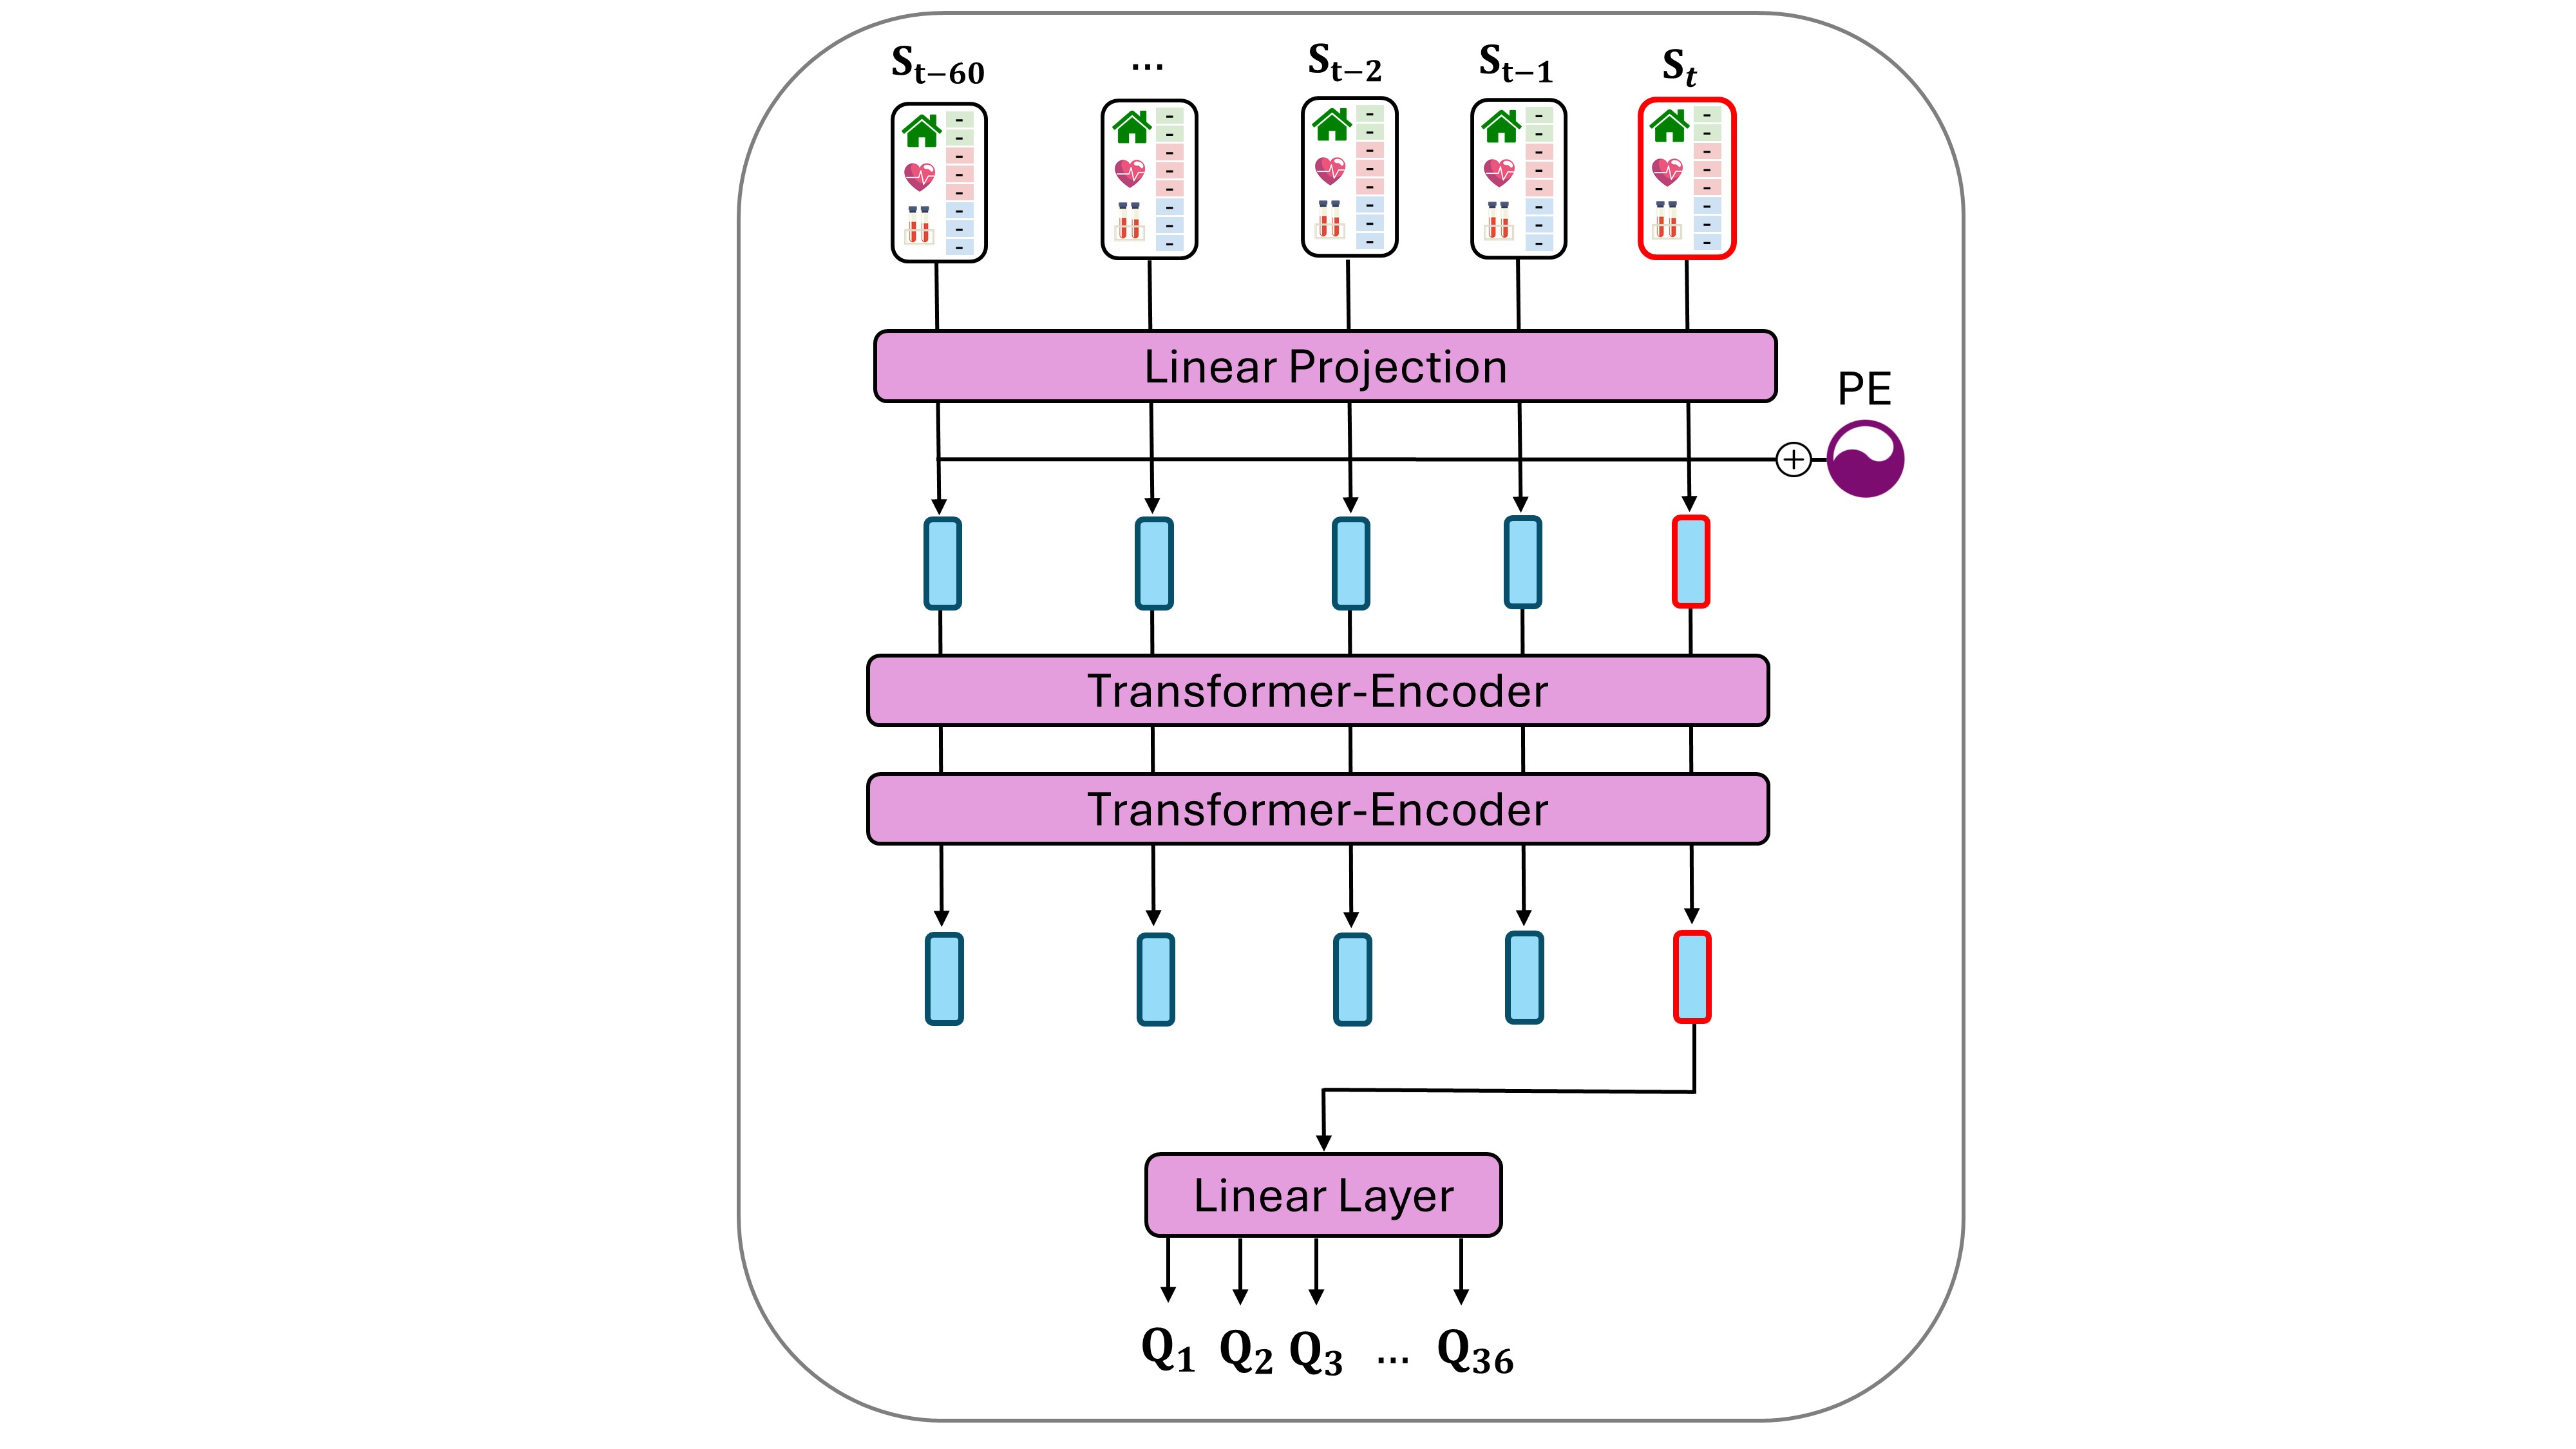 S_{t−60} ... S_{t−2} S_{t−1} S_t
- - - - -
- - - - -
- - - - -
- - - - -
- - - - -
- - - - -
- - - - -
- - - - -
Linear Projection
PE
+
Transformer-Encoder
Transformer-Encoder
Linear Layer
Q_1 Q_2 Q_3 ... Q_{36}